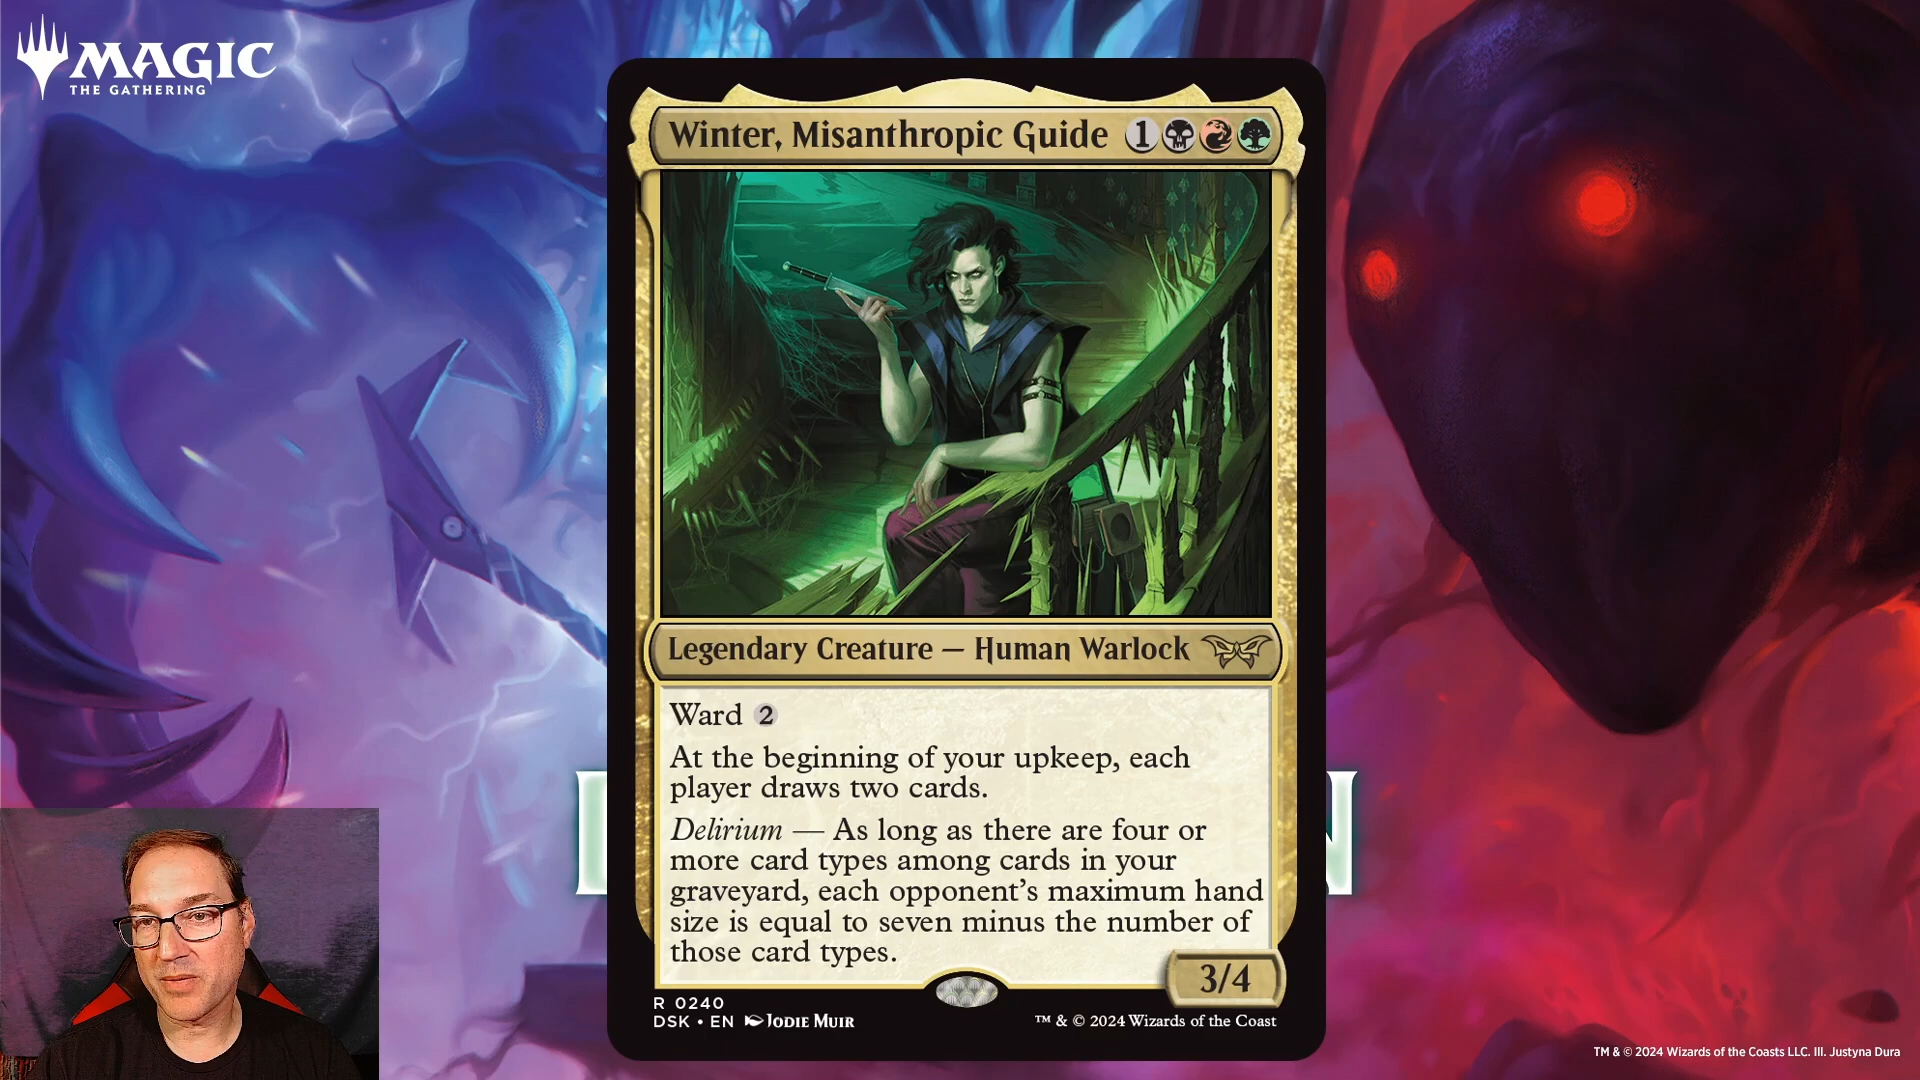 MAGIC
THE GATHERING
Winter, Misanthropic Guide 1
Legendary Creature — Human Warlock
Ward 2
At the beginning of your upkeep, each
player draws two cards.
Delirium — As long as there are four or
more card types among cards in your
graveyard, each opponent's maximum hand
size is equal to seven minus the number of
those card types.
3/4
R 0240
DSK • EN Jodie Muir
™ & © 2024 Wizards of the Coast
TM & © 2024 Wizards of the Coasts LLC. Ill. Justyna Dura